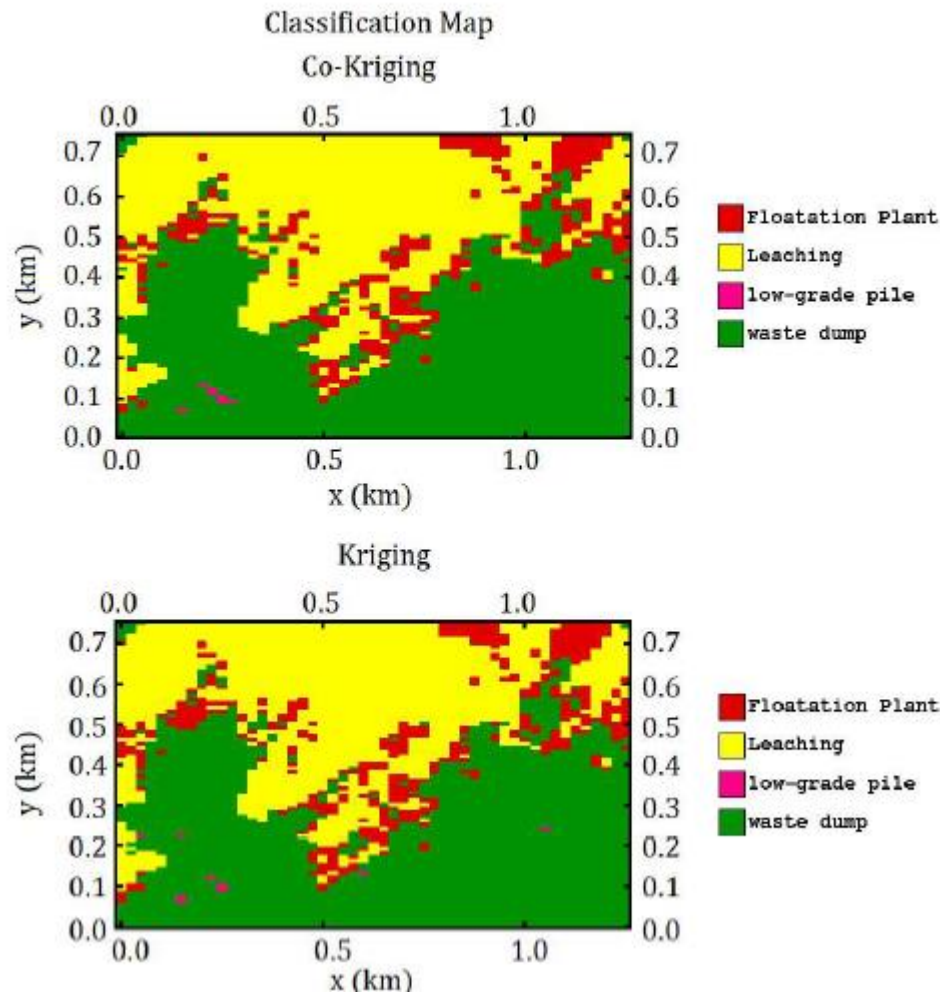 Classification Map
Co-Kriging
0.0 0.5 1.0
0.7 0.7
0.6 0.6
0.5 0.5
0.4 0.4
0.3 0.3
0.2 0.2
0.1 0.1
0.0 0.0
y (km)
0.0 0.5 1.0
x (km)
Floatation Plant
Leaching
low-grade pile
waste dump
Kriging
0.0 0.5 1.0
0.7 0.7
0.6 0.6
0.5 0.5
0.4 0.4
0.3 0.3
0.2 0.2
0.1 0.1
0.0 0.0
y (km)
0.0 0.5 1.0
x (km)
Floatation Plant
Leaching
low-grade pile
waste dump